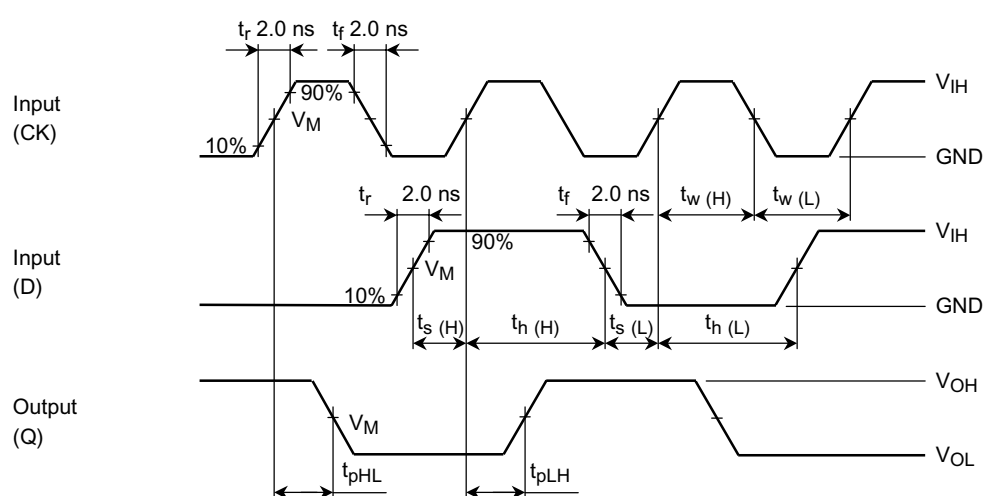 tr 2.0 ns tf 2.0 ns
Input
(CK)
90%
VM
10%
VIH
GND
tr 2.0 ns tf 2.0 ns tw (H) tw (L)
Input
(D)
90%
VM
10%
VIH
GND
ts (H) th (H) ts (L) th (L)
Output
(Q)
VM
VOH
VOL
tpHL tpLH